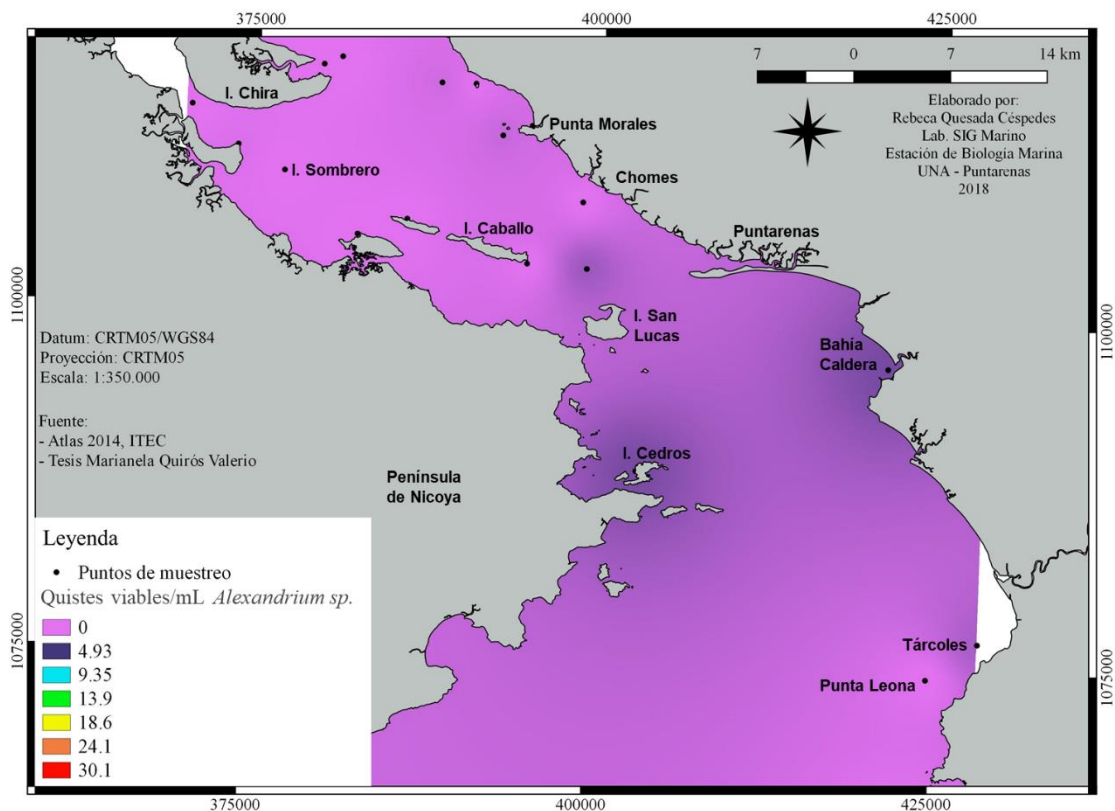 375000
400000
425000
7
0
7
14 km
Elaborado por:
Rebeca Quesada Céspedes
Lab. SIG Marino
Estación de Biología Marina
UNA - Puntarenas
2018
I. Chira
Punta Morales
I. Sombrero
Chomes
I. Caballo
Puntarenas
1100000
1100000
I. San
Lucas
Datum: CRTM05/WGS84
Proyección: CRTM05
Escala: 1:350.000
Bahía
Caldera
Fuente:
- Atlas 2014, ITEC
- Tesis Marianela Quirós Valerio
I. Cedros
Península
de Nicoya
Leyenda
Puntos de muestreo
Quistes viables/mL Alexandrium sp.
0
4.93
9.35
13.9
18.6
24.1
30.1
Tárcoles
Punta Leona
1075000
1075000
375000
400000
425000